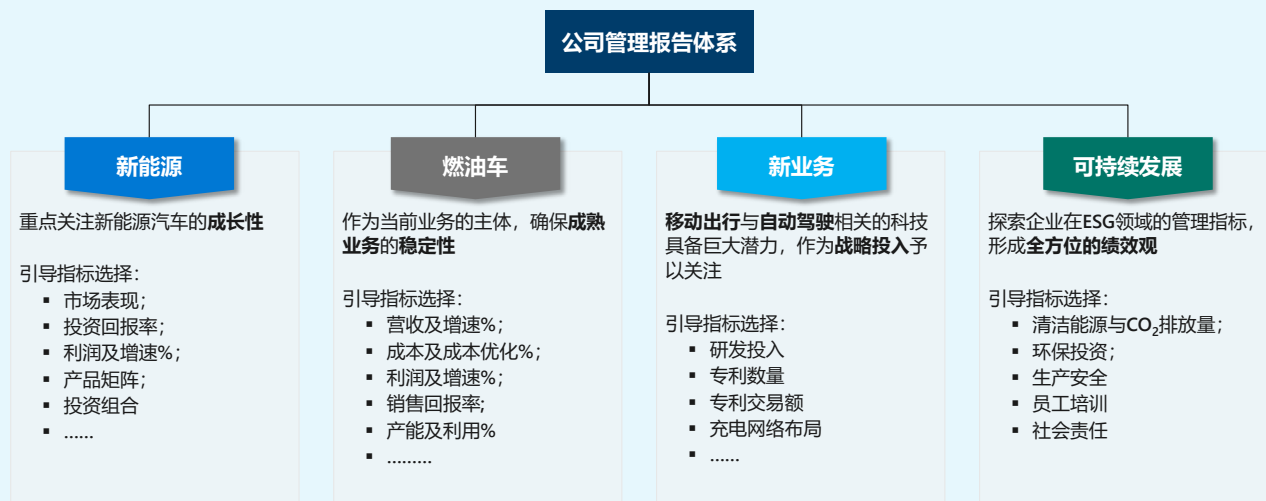 公司管理报告体系
新能源
重点关注新能源汽车的成长性
引导指标选择：
▪ 市场表现；
▪ 投资回报率；
▪ 利润及增速%；
▪ 产品矩阵；
▪ 投资组合
▪ ……
燃油车
作为当前业务的主体，确保成熟
业务的稳定性
引导指标选择：
▪ 营收及增速%；
▪ 成本及成本优化%；
▪ 利润及增速%；
▪ 销售回报率;
▪ 产能及利用%
▪ ………
新业务
移动出行与自动驾驶相关的科技
具备巨大潜力，作为战略投入予
以关注
引导指标选择：
▪ 研发投入
▪ 专利数量
▪ 专利交易额
▪ 充电网络布局
▪ ……
可持续发展
探索企业在ESG领域的管理指标，
形成全方位的绩效观
引导指标选择：
▪ 清洁能源与CO₂排放量；
▪ 环保投资；
▪ 生产安全
▪ 员工培训
▪ 社会责任